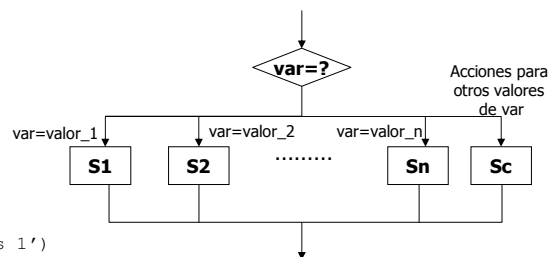 var=?
Acciones para
otros valores
de var
var=valor_1
var=valor_2
var=valor_n
S1
S2
.........
Sn
Sc
s 1')